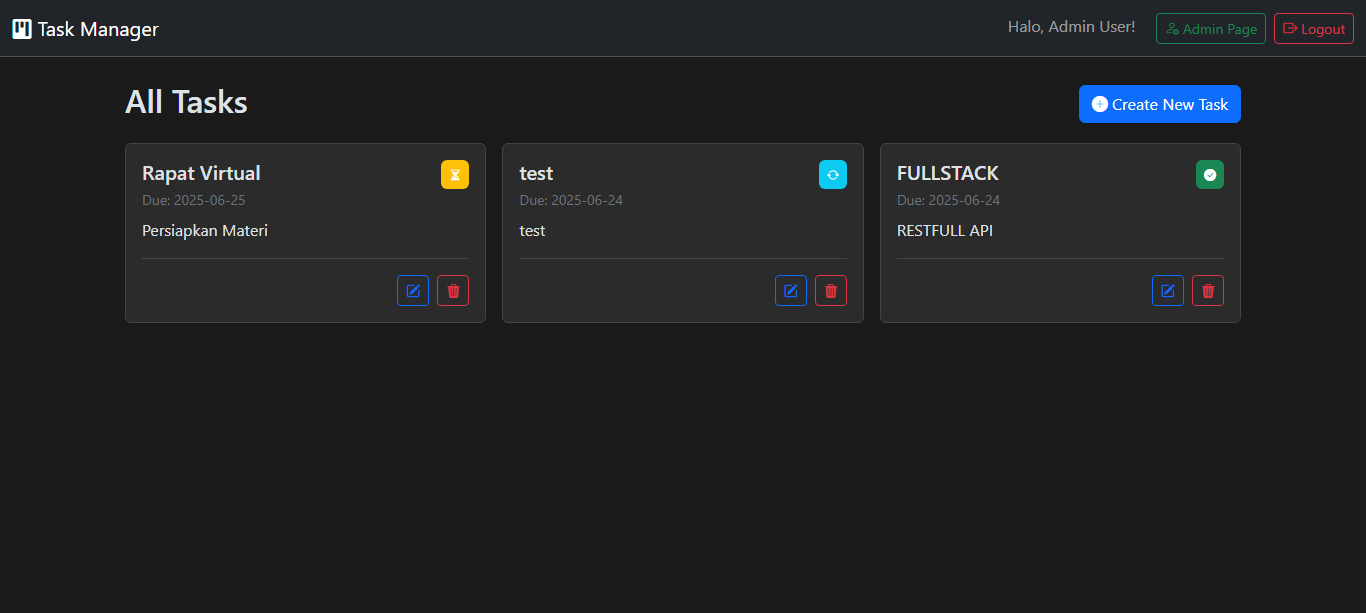 Task Manager
Halo, Admin User!
Admin Page
Logout
All Tasks
Create New Task
Rapat Virtual
Due: 2025-06-25
Persiapkan Materi
test
Due: 2025-06-24
test
FULLSTACK
Due: 2025-06-24
RESTFULL API